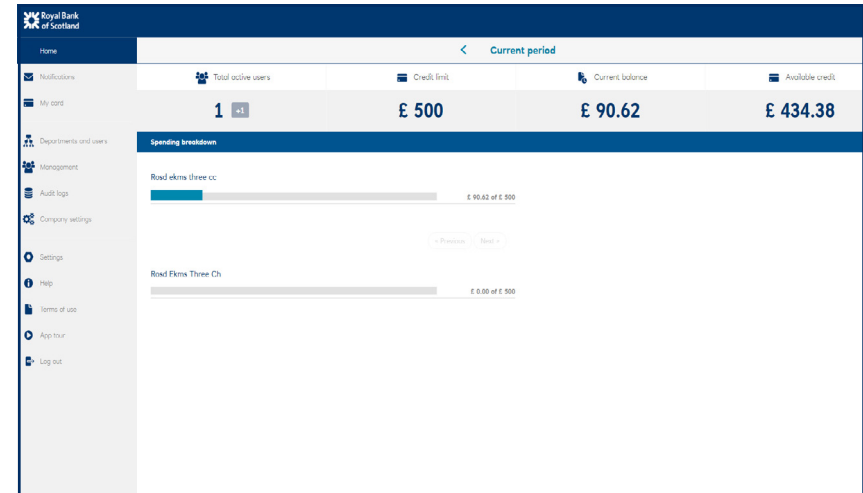 Royal Bank
of Scotland
Home
Current period
Notifications
My card
Departments and users
Management
Audit logs
Company settings
Settings
Help
Terms of use
App tour
Log out
Total active users
Credit limit
Current balance
Available credit
1 +1
£ 500
£ 90.62
£ 434.38
Spending breakdown
Rosd ekms three cc
£ 90.62 of £ 500
< Previous Next >
Rosd Ekms Three Ch
£ 0.00 of £ 500